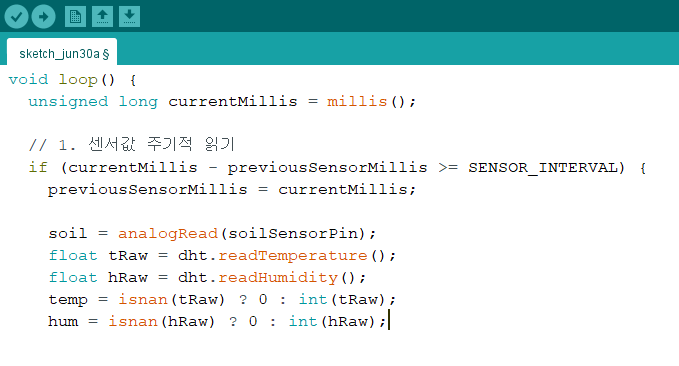 sketch_jun30a §
void loop() {
  unsigned long currentMillis = millis();
  // 1. 센서값 주기적 읽기
  if (currentMillis - previousSensorMillis >= SENSOR_INTERVAL) {
    previousSensorMillis = currentMillis;
    soil = analogRead(soilSensorPin);
    float tRaw = dht.readTemperature();
    float hRaw = dht.readHumidity();
    temp = isnan(tRaw) ? 0 : int(tRaw);
    hum = isnan(hRaw) ? 0 : int(hRaw);